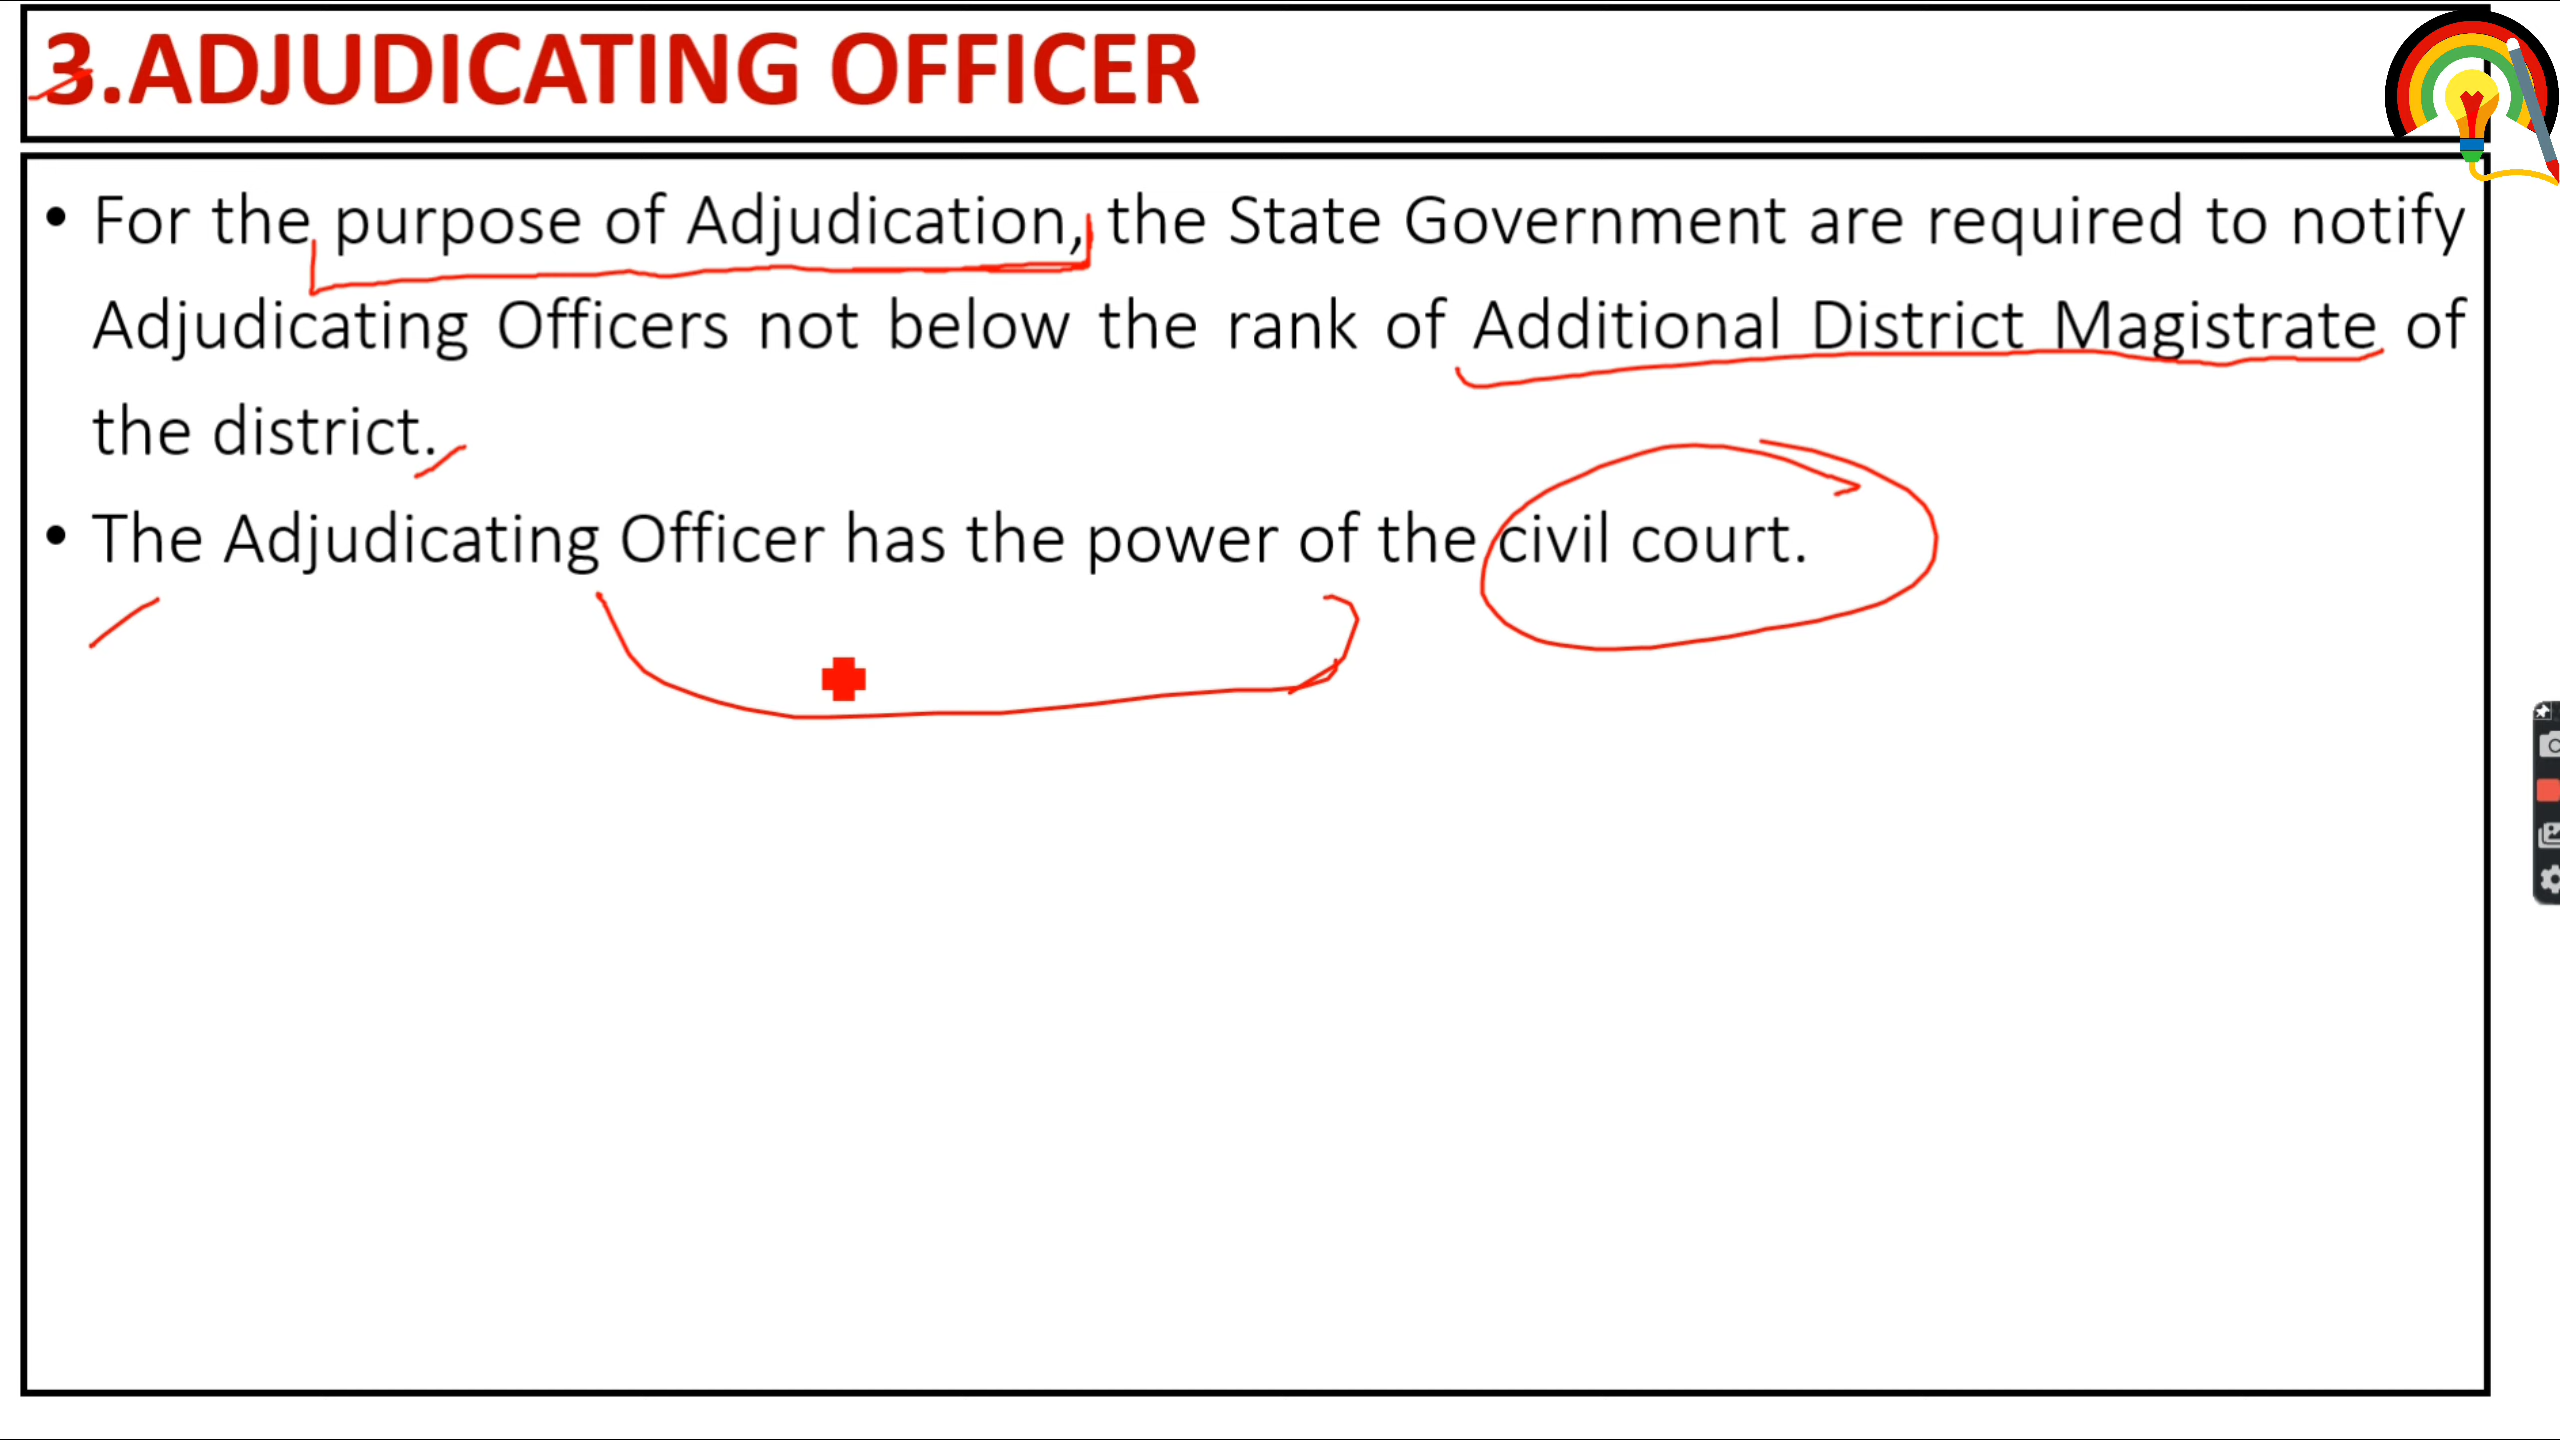 3.ADJUDICATING OFFICER
• For the purpose of Adjudication, the State Government are required to notify
Adjudicating Officers not below the rank of Additional District Magistrate of
the district.
• The Adjudicating Officer has the power of the civil court.